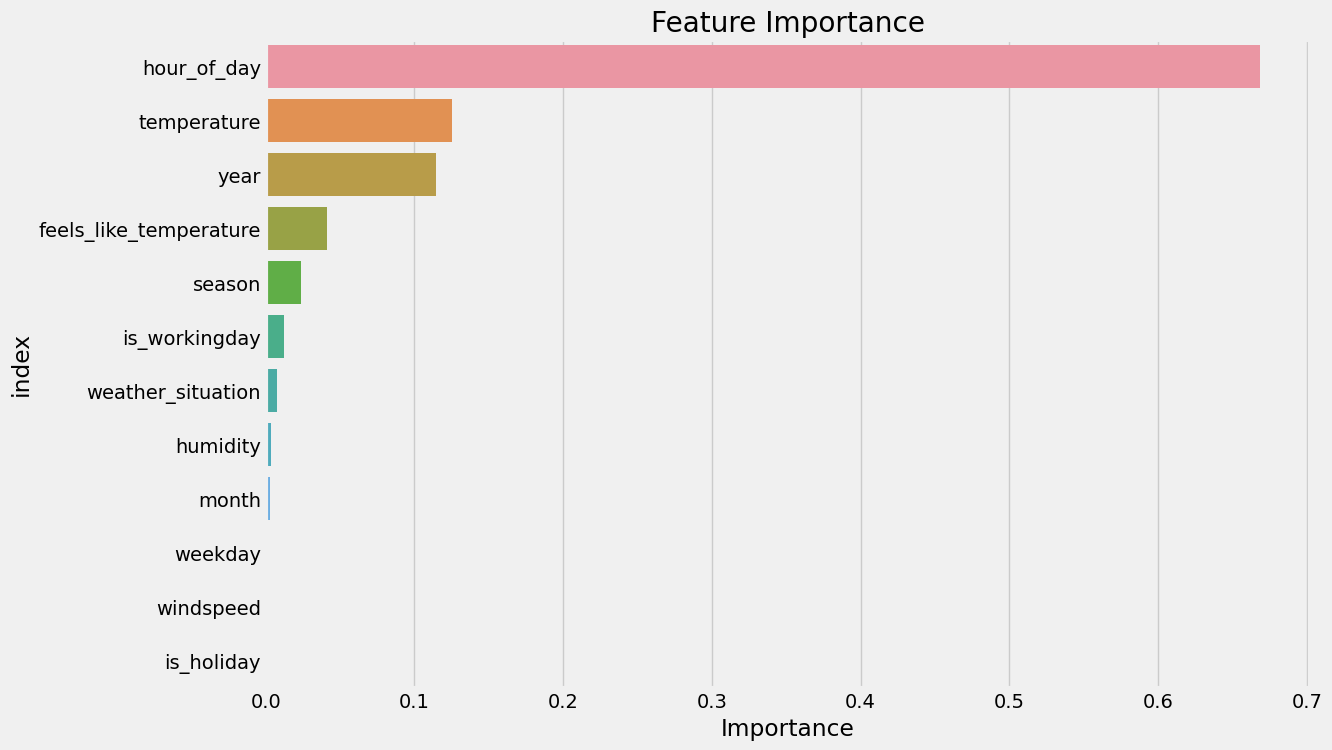 Feature Importance
hour_of_day
temperature
year
feels_like_temperature
season
is_workingday
weather_situation
humidity
month
weekday
windspeed
is_holiday
index
0.0 0.1 0.2 0.3 0.4 0.5 0.6 0.7
Importance